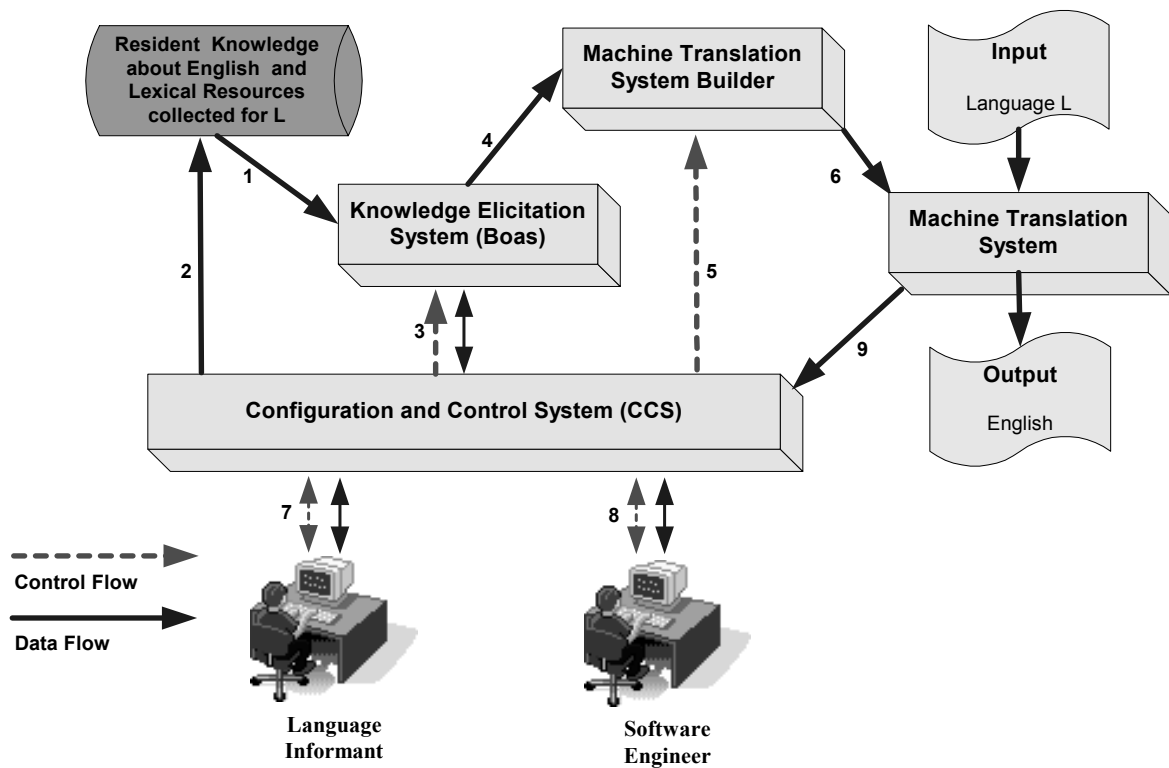 Resident Knowledge
about English and
Lexical Resources
collected for L
Machine Translation
System Builder
Input
Language L
4
1
6
Knowledge Elicitation
System (Boas)
Machine Translation
System
2
5
3
9
Configuration and Control System (CCS)
Output
English
7
8
Control Flow
Data Flow
Language
Informant
Software
Engineer